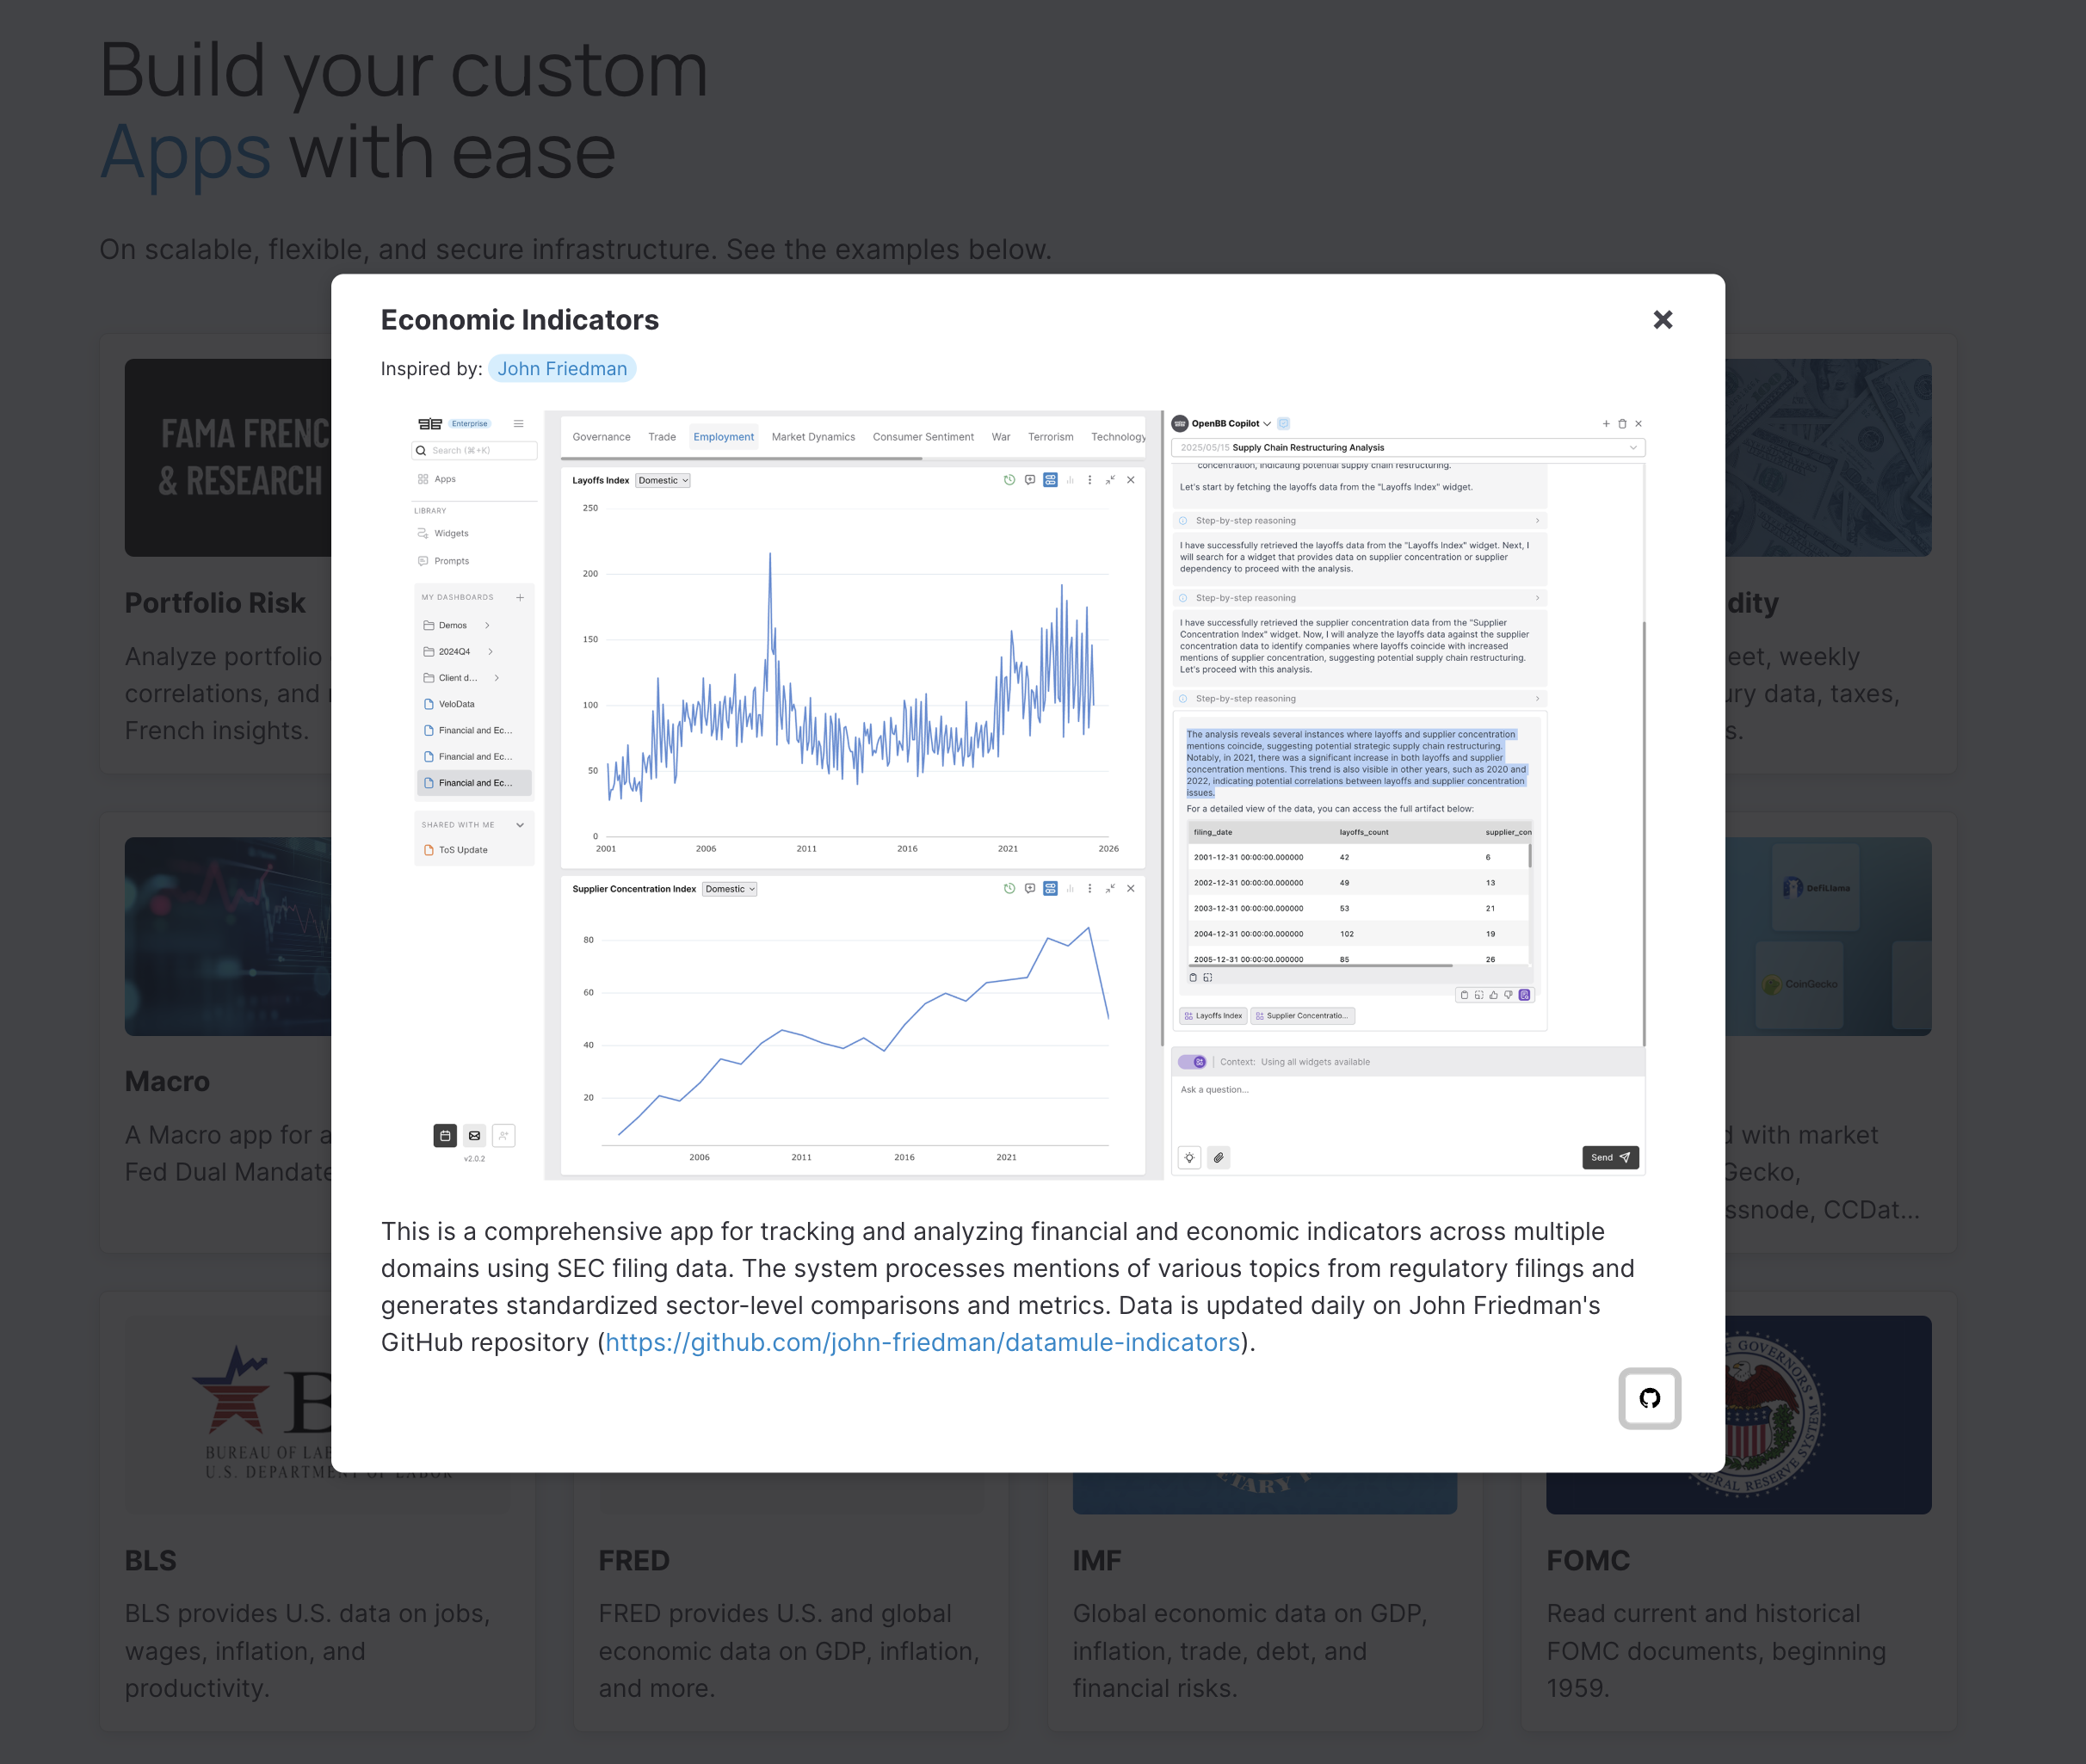 Build your custom
Apps with ease
On scalable, flexible, and secure infrastructure. See the examples below.
Economic Indicators
Inspired by: John Friedman
Enterprise
Search (⌘+K)
Apps
LIBRARY
Widgets
Prompts
MY DASHBOARDS
Demos
2024Q4
Client d...
VeloData
Financial and Ec...
Financial and Ec...
Financial and Ec...
SHARED WITH ME
ToS Update
v2.0.2
Governance Trade Employment Market Dynamics Consumer Sentiment War Terrorism Technology
Layoffs Index Domestic
250
200
150
100
50
0
2001 2006 2011 2016 2021 2026
Supplier Concentration Index Domestic
80
60
40
20
2006 2011 2016 2021
OpenBB Copilot
2025/05/15 Supply Chain Restructuring Analysis
concentration, indicating potential supply chain restructuring.
Let's start by fetching the layoffs data from the "Layoffs Index" widget.
Step-by-step reasoning
I have successfully retrieved the layoffs data from the "Layoffs Index" widget. Next, I
will search for a widget that provides data on supplier concentration or supplier
dependency to proceed with the analysis.
Step-by-step reasoning
I have successfully retrieved the supplier concentration data from the "Supplier
Concentration Index" widget. Now, I will analyze the layoffs data against the supplier
concentration data to identify companies where layoffs coincide with increased
mentions of supplier concentration, suggesting potential supply chain restructuring.
Let's proceed with this analysis.
Step-by-step reasoning
The analysis reveals several instances where layoffs and supplier concentration
mentions coincide, suggesting potential strategic supply chain restructuring.
Notably, in 2021, there was a significant increase in both layoffs and supplier
concentration mentions. This trend is also visible in other years, such as 2020 and
2022, indicating potential correlations between layoffs and supplier concentration
issues.
For a detailed view of the data, you can access the full artifact below:
filing_date layoffs_count supplier_con
2001-12-31 00:00:00.000000 42 6
2002-12-31 00:00:00.000000 49 13
2003-12-31 00:00:00.000000 53 21
2004-12-31 00:00:00.000000 102 19
2005-12-31 00:00:00.000000 85 26
Layoffs Index Supplier Concentratio...
Context: Using all widgets available
Ask a question...
Send
This is a comprehensive app for tracking and analyzing financial and economic indicators across multiple
domains using SEC filing data. The system processes mentions of various topics from regulatory filings and
generates standardized sector-level comparisons and metrics. Data is updated daily on John Friedman's
GitHub repository (https://github.com/john-friedman/datamule-indicators).
FAMA FRENC
& RESEARCH
Portfolio Risk
Analyze portfolio
correlations, and
French insights.
dity
eet, weekly
ury data, taxes,
s.
Macro
A Macro app for a
Fed Dual Mandate
DefiLlama
CoinGecko
d with market
Gecko,
ssnode, CCDat...
B
BUREAU OF LAB
U.S. DEPARTMENT OF LABOR
BLS
BLS provides U.S. data on jobs,
wages, inflation, and
productivity.
FRED
FRED provides U.S. and global
economic data on GDP, inflation,
and more.
IMF
Global economic data on GDP,
inflation, trade, debt, and
financial risks.
FOMC
Read current and historical
FOMC documents, beginning
1959.